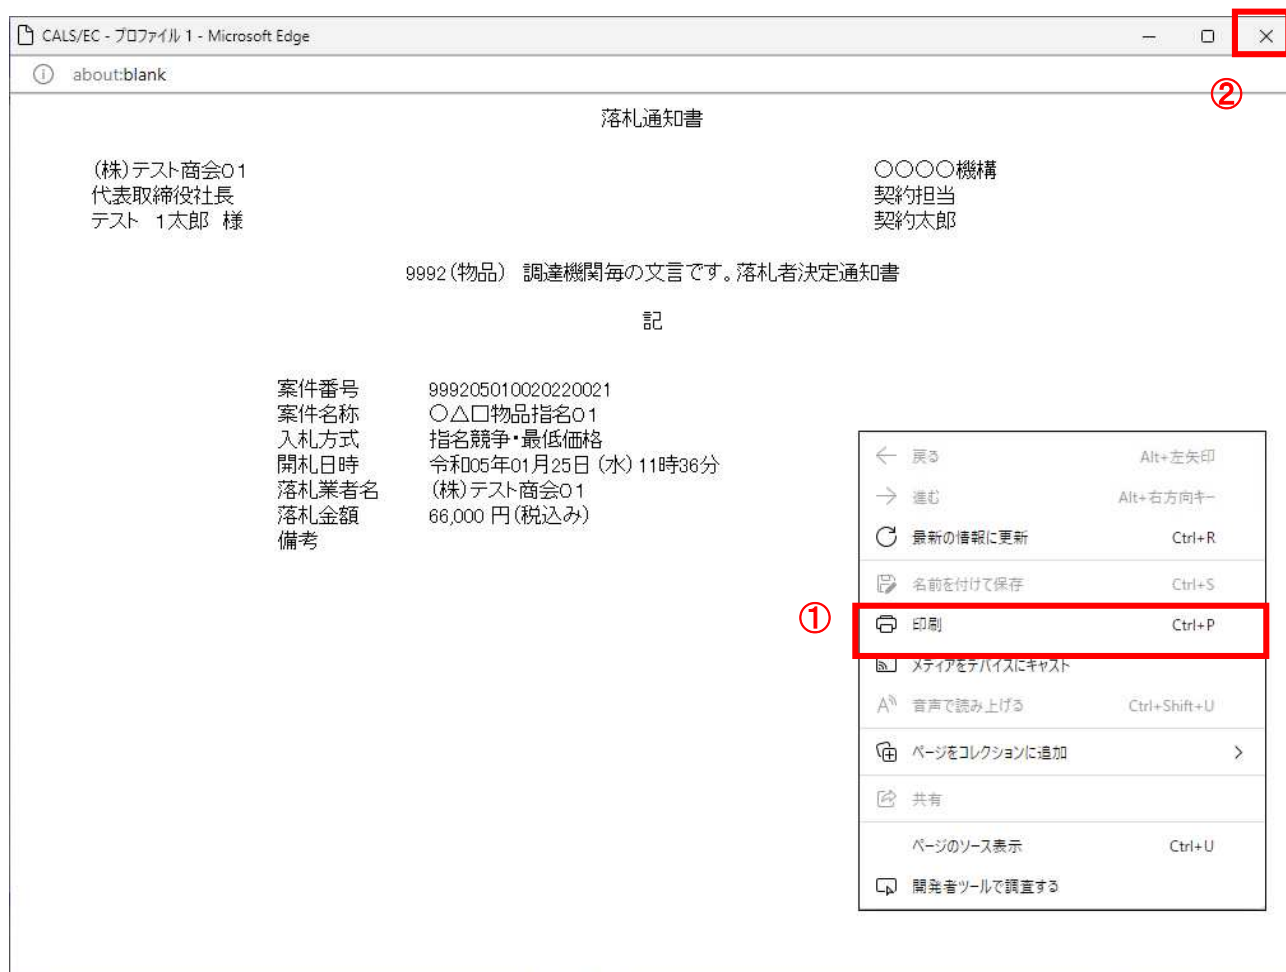 CALS/EC - プロファイル 1 - Microsoft Edge
about:blank
②
落札通知書
(株)テスト商会01
代表取締役社長
テスト 1太郎 様
○○○○機構
契約担当
契約太郎
9992(物品) 調達機関毎の文言です。落札者決定通知書
記
案件番号 999205010020220021
案件名称 ○△□物品指名01
入札方式 指名競争・最低価格
開札日時 令和05年01月25日(水)11時36分
落札業者名 (株)テスト商会01
落札金額 66,000 円(税込み)
備考
戻る Alt+左矢印
進む Alt+右方向キー
最新の情報に更新 Ctrl+R
名前を付けて保存 Ctrl+S
①
印刷 Ctrl+P
メディアをデバイスにキャスト
音声で読み上げる Ctrl+Shift+U
ページをコレクションに追加
共有
ページのソース表示 Ctrl+U
開発者ツールで調査する